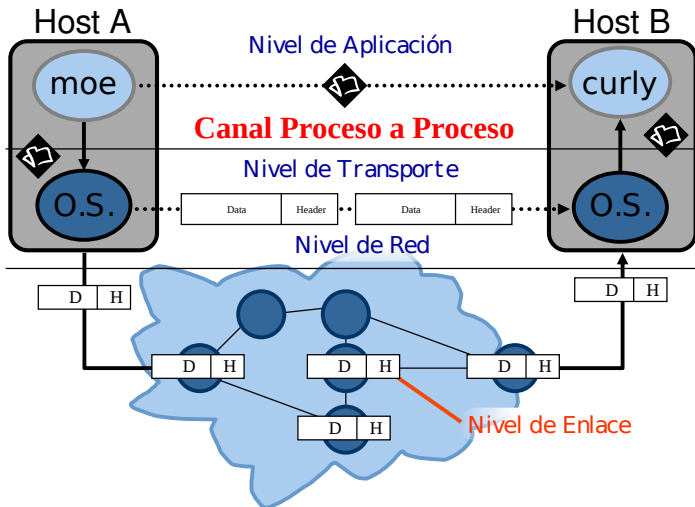 Host A
Host B
Nivel de Aplicación
moe
curly
Canal Proceso a Proceso
Nivel de Transporte
O.S.
Data Header Data Header
O.S.
Nivel de Red
D H
D H
D H
D H
D H
D H
Nivel de Enlace